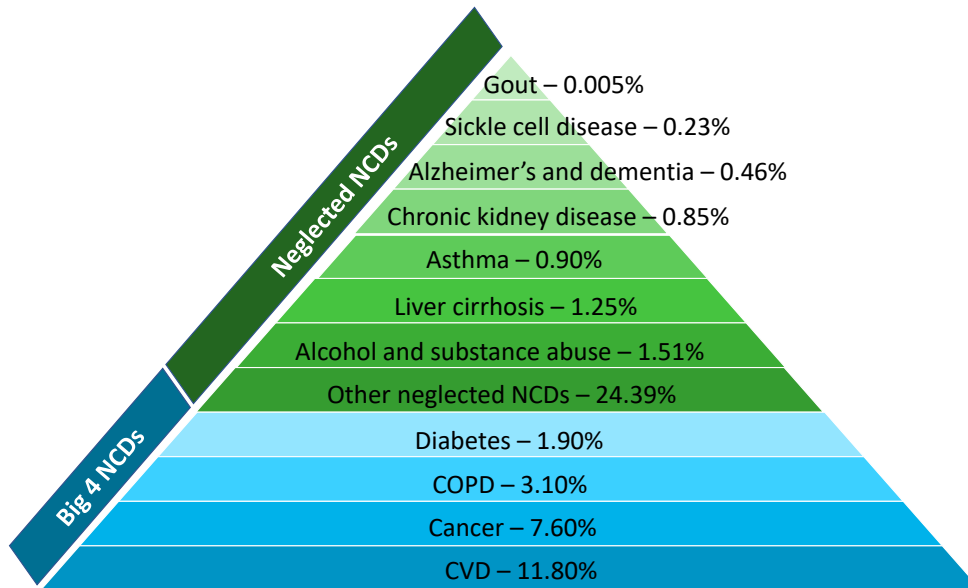 Neglected NCDs
Big 4 NCDs
Gout – 0.005%
Sickle cell disease – 0.23%
Alzheimer’s and dementia – 0.46%
Chronic kidney disease – 0.85%
Asthma – 0.90%
Liver cirrhosis – 1.25%
Alcohol and substance abuse – 1.51%
Other neglected NCDs – 24.39%
Diabetes – 1.90%
COPD – 3.10%
Cancer – 7.60%
CVD – 11.80%